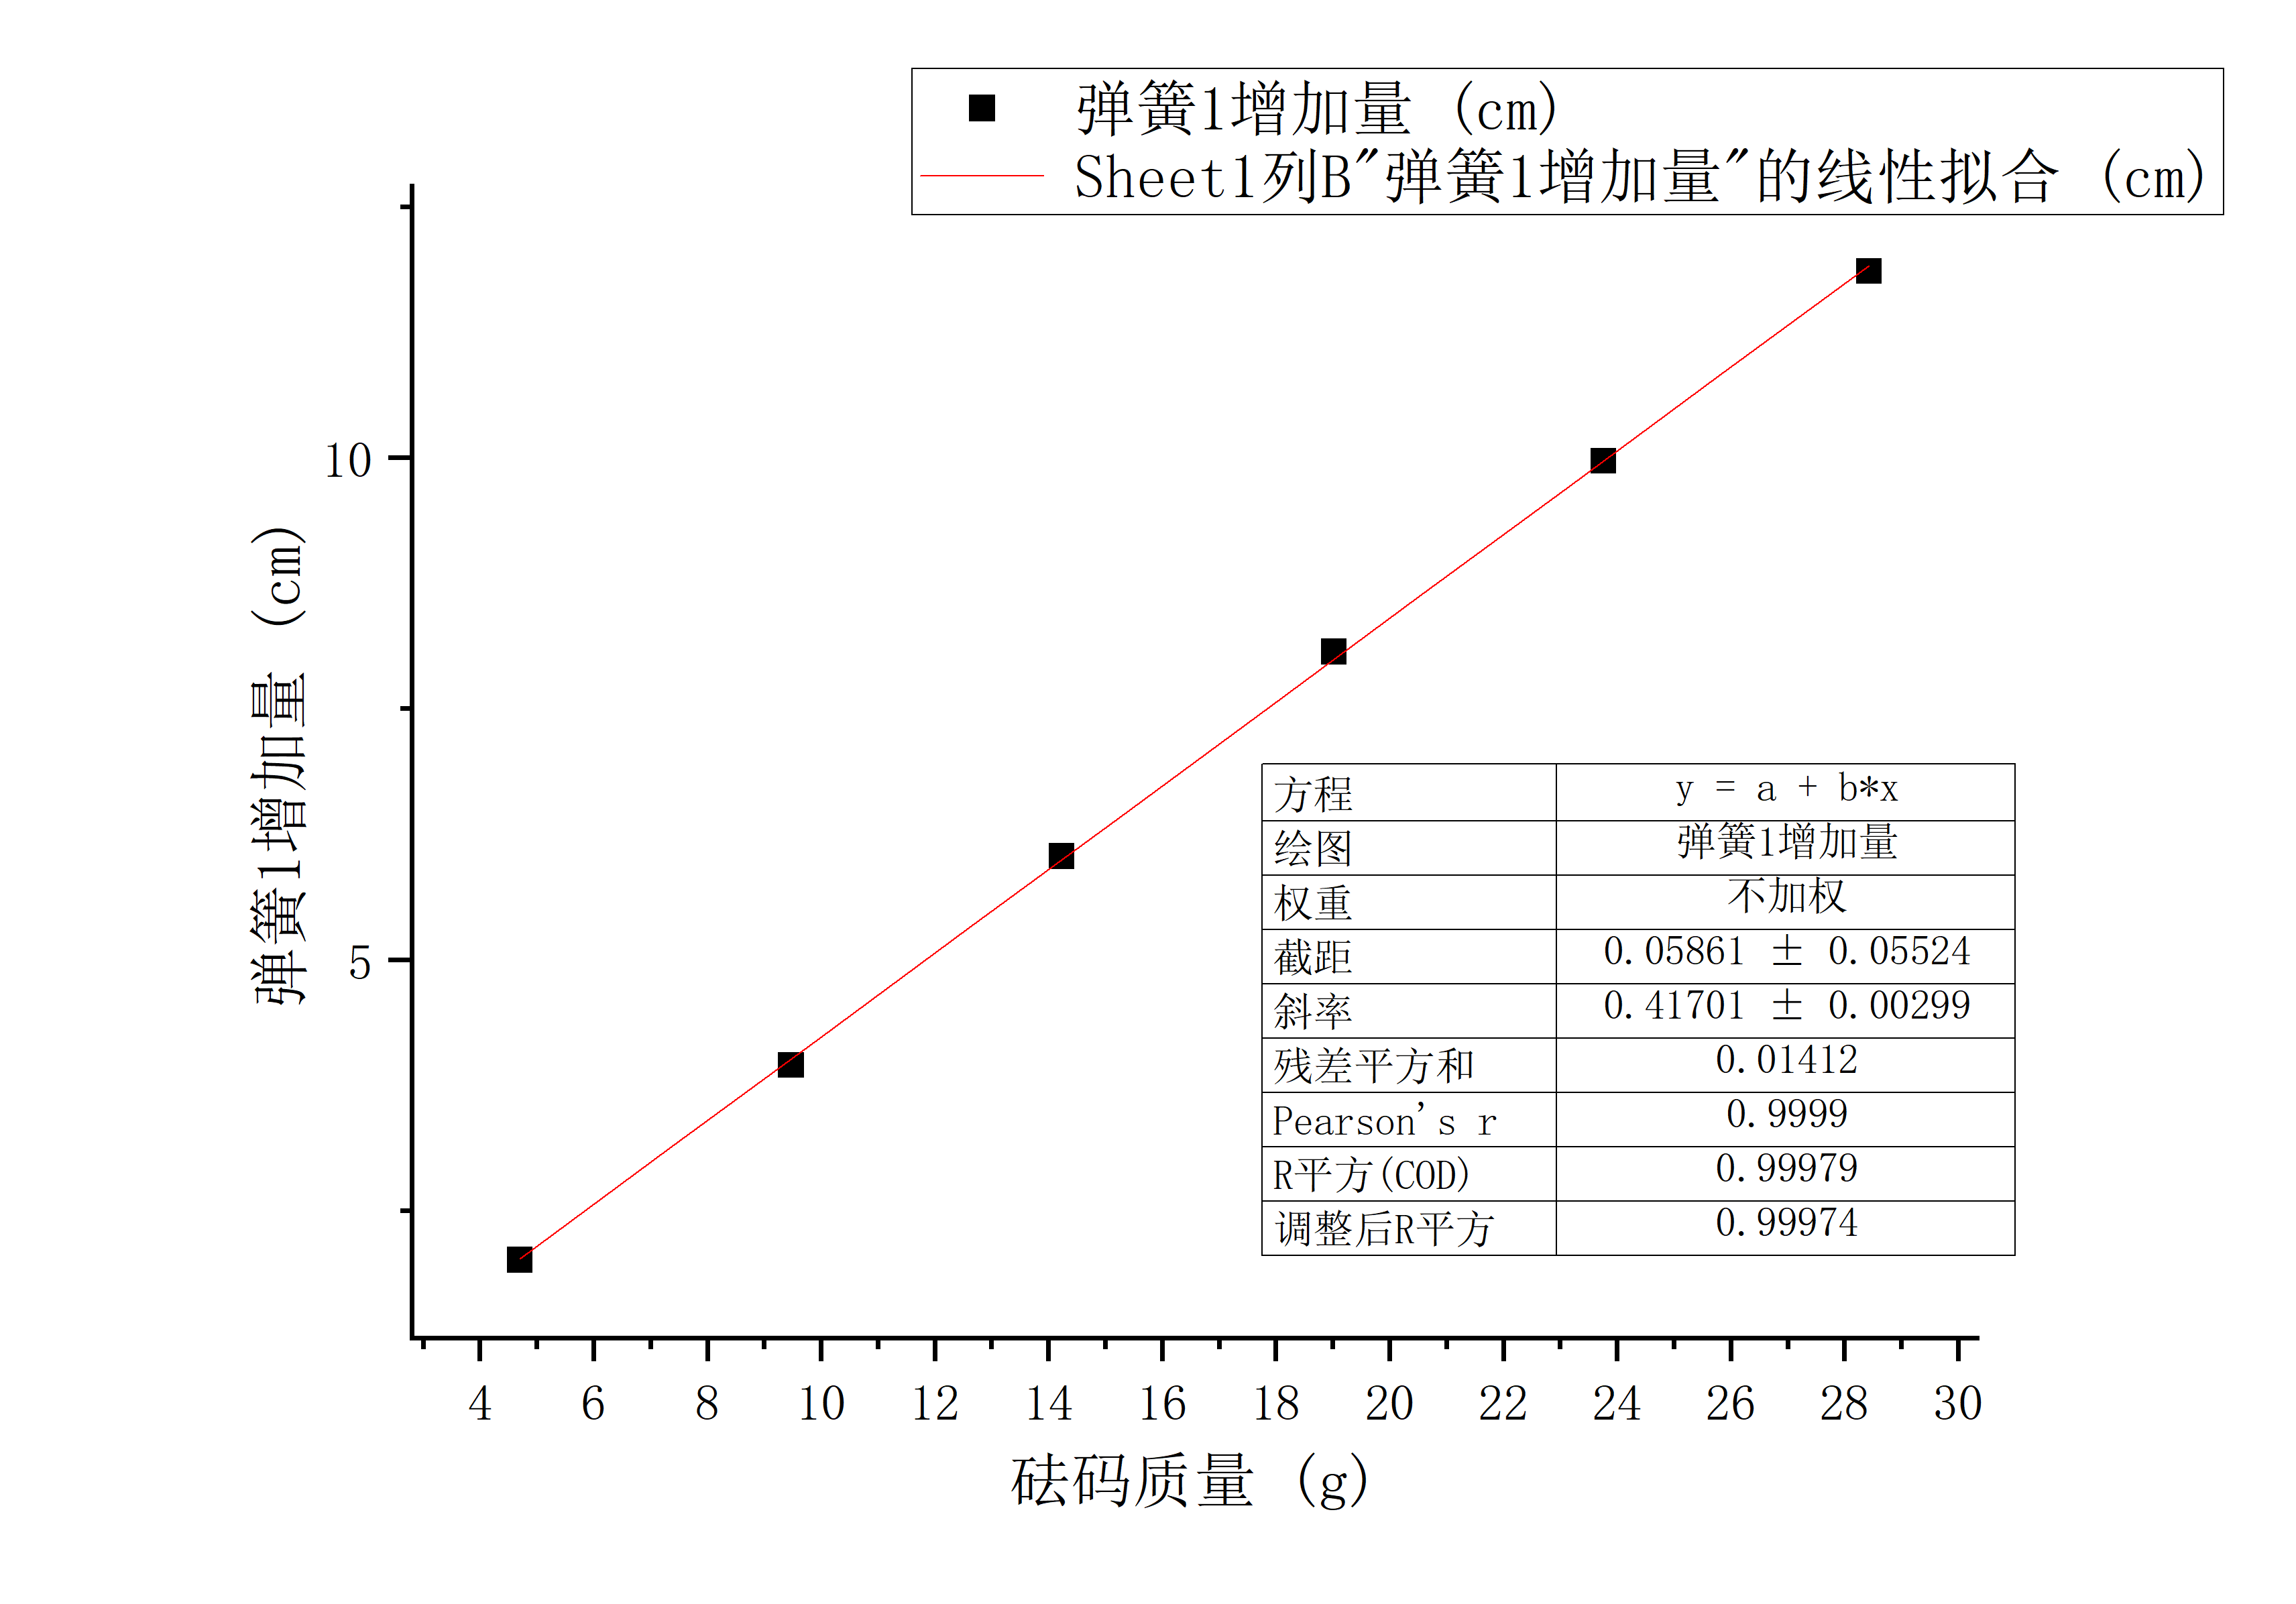 弹簧1增加量 (cm)
Sheet1列B"弹簧1增加量"的线性拟合 (cm)
10
5
弹簧1增加量 (cm)
方程 y = a + b*x
绘图 弹簧1增加量
权重 不加权
截距 0.05861 ± 0.05524
斜率 0.41701 ± 0.00299
残差平方和 0.01412
Pearson's r 0.9999
R平方(COD) 0.99979
调整后R平方 0.99974
4 6 8 10 12 14 16 18 20 22 24 26 28 30
砝码质量 (g)